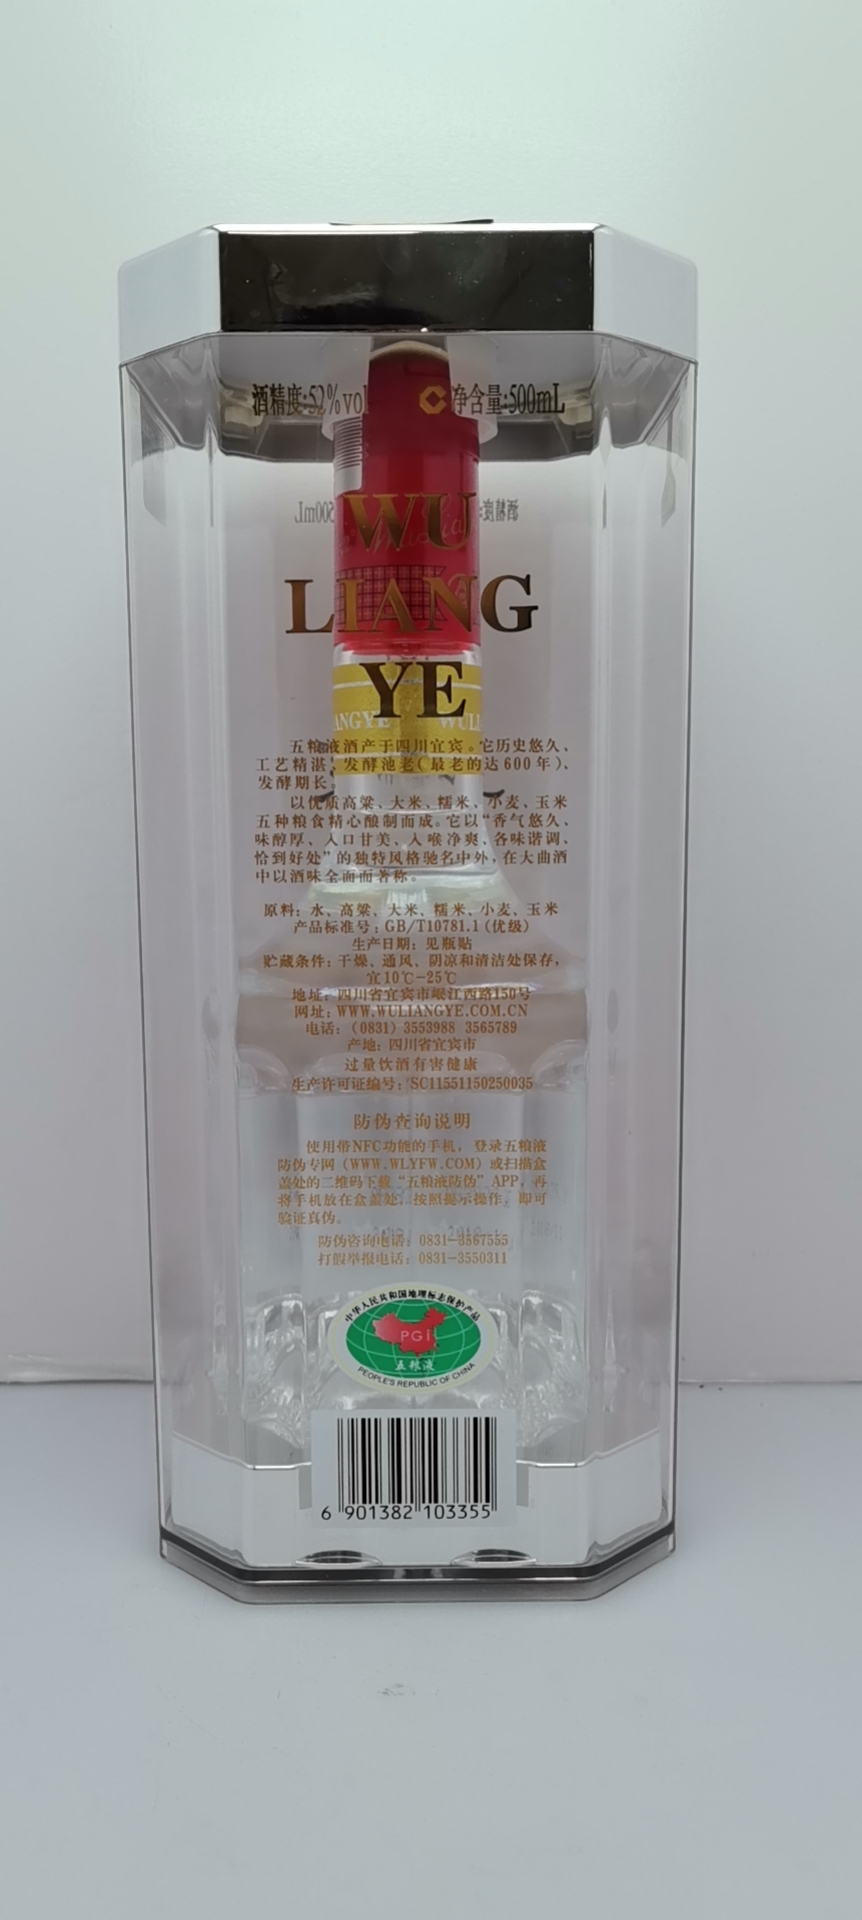 酒精度:52%vol 净含量:500mL
WU
LIANG
YE
ANGYE WULI
五粮液酒产于四川宜宾。它历史悠久、
工艺精湛、发酵池老(最老的达600年)、
发酵期长。
以优质高粱、大米、糯米、小麦、玉米
五种粮食精心酿制而成。它以“香气悠久、
味醇厚、入口甘美、入喉净爽、各味谐调、
恰到好处”的独特风格驰名中外,在大曲酒
中以酒味全面而著称。
原料: 水、高粱、大米、糯米、小麦、玉米
产品标准号:GB/T10781.1(优级)
生产日期: 见瓶贴
贮藏条件: 干燥、通风、阴凉和清洁处保存,
宜10℃-25℃
地址: 四川省宜宾市岷江西路150号
网址: WWW.WULIANGYE.COM.CN
电话: (0831) 3553988 3565789
产地: 四川省宜宾市
过量饮酒有害健康
生产许可证编号: SC11551150250035
防伪查询说明
使用带NFC功能的手机, 登录五粮液
防伪专网(WWW.WLYFW.COM)或扫描盒
盖处的二维码下载“五粮液防伪”APP, 再
将手机放在盒盖处, 按照提示操作, 即可
验证真伪。
防伪咨询电话: 0831-3567555
打假举报电话: 0831-3550311
中华人民共和国地理标志保护产品
PGI
五粮液
PEOPLE'S REPUBLIC OF CHINA
6 901382 103355